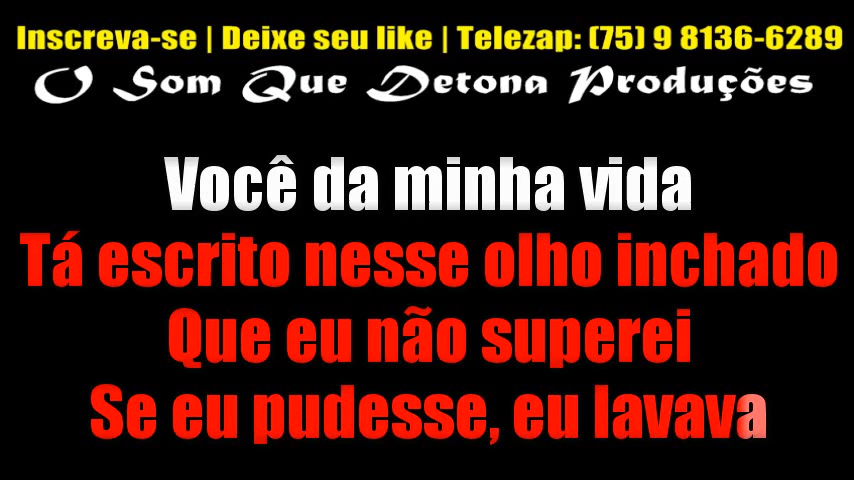 Inscreva-se | Deixe seu like | Telezap: (75) 9 8136-6289
O Som Que Detona Produções
Você da minha vida
Tá escrito nesse olho inchado
Que eu não superei
Se eu pudesse, eu lavava